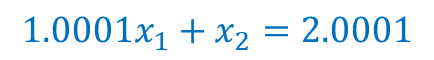 1.0001x₁ + x₂ = 2.0001